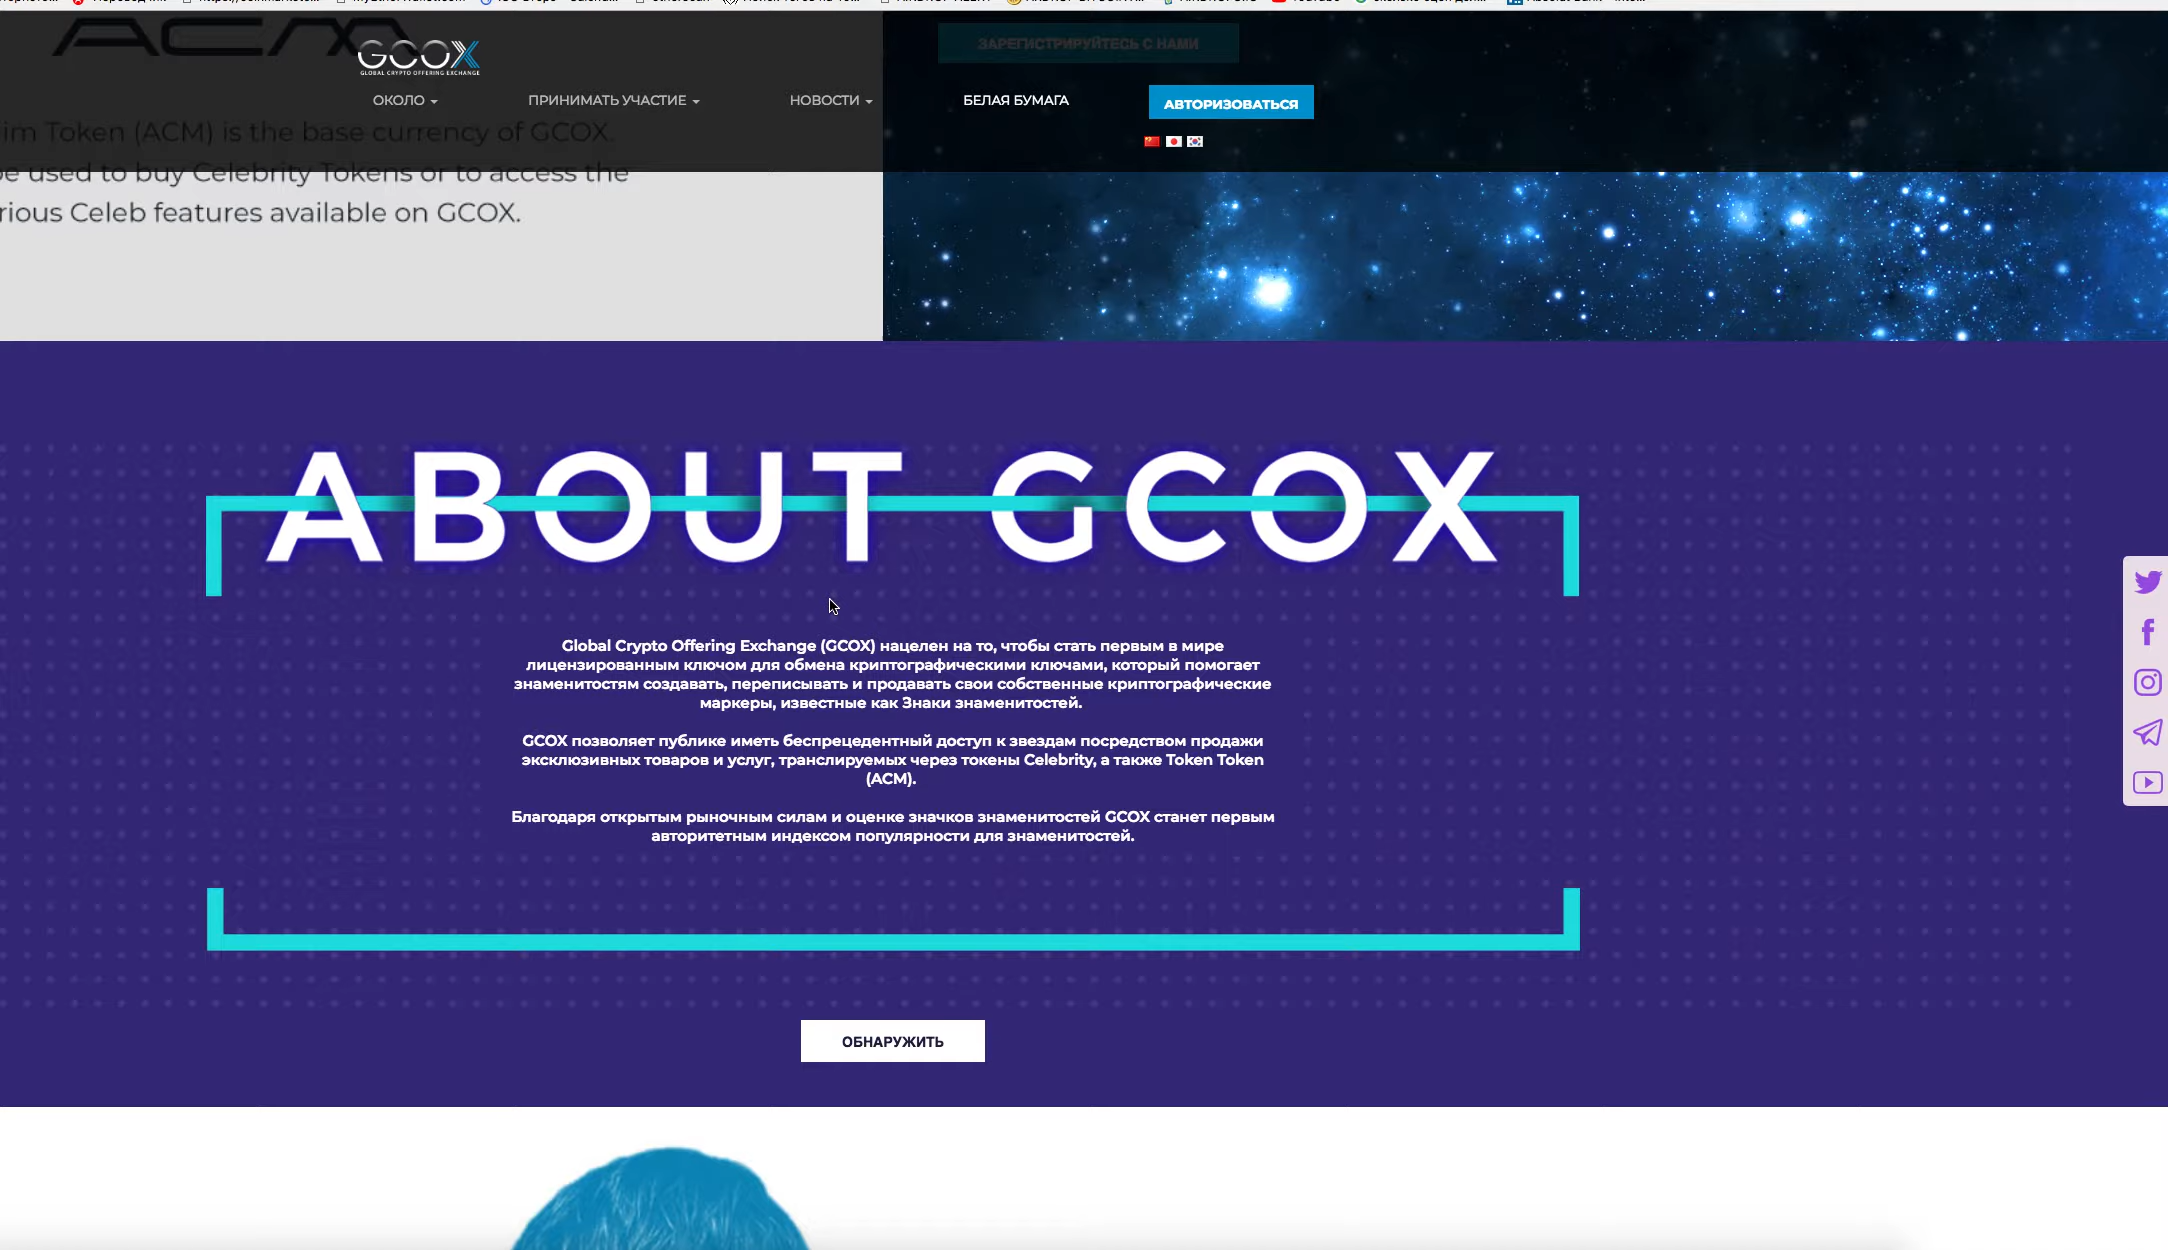 ACM
GCOX
GLOBAL CRYPTO OFFERING EXCHANGE
ЗАРЕГИСТРИРУЙТЕСЬ С НАМИ
ОКОЛО
ПРИНИМАТЬ УЧАСТИЕ
НОВОСТИ
БЕЛАЯ БУМАГА
АВТОРИЗОВАТЬСЯ
Token (ACM) is the base currency of GCOX.
used to buy Celebrity Tokens or to access the
Celeb features available on GCOX.
ABOUT GCOX
Global Crypto Offering Exchange (GCOX) нацелен на то, чтобы стать первым в мире
лицензированным ключом для обмена криптографическими ключами, который помогает
знаменитостям создавать, переписывать и продавать свои собственные криптографические
маркеры, известные как Знаки знаменитостей.
GCOX позволяет публике иметь беспрецедентный доступ к звездам посредством продажи
эксклюзивных товаров и услуг, транслируемых через токены Celebrity, а также Token Token
(ACM).
Благодаря открытым рыночным силам и оценке значков знаменитостей GCOX станет первым
авторитетным индексом популярности для знаменитостей.
ОБНАРУЖИТЬ